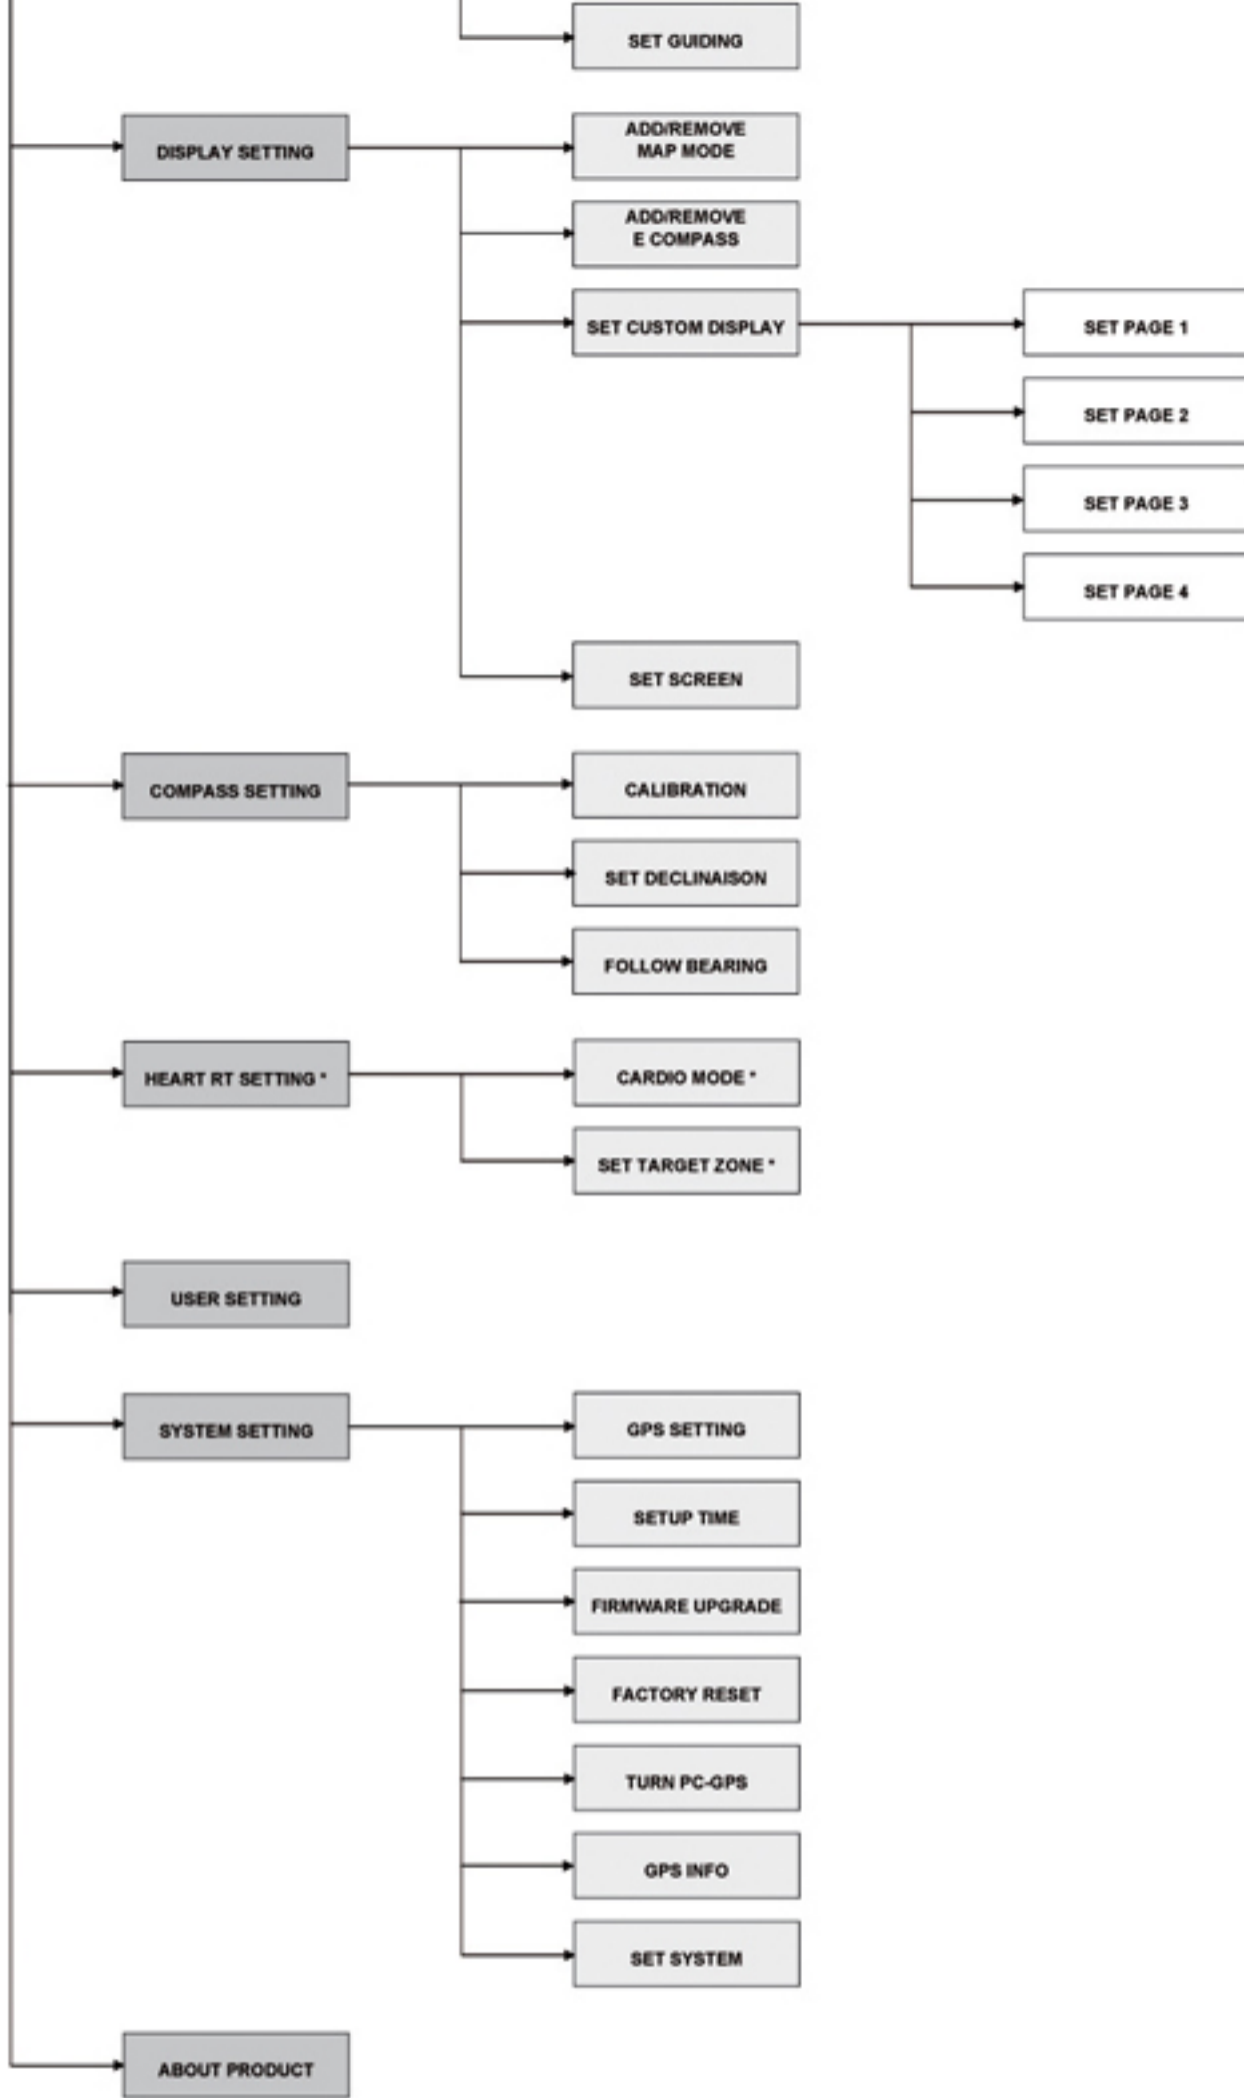 SET GUIDING
DISPLAY SETTING
ADD/REMOVE
MAP MODE
ADD/REMOVE
E COMPASS
SET CUSTOM DISPLAY
SET PAGE 1
SET PAGE 2
SET PAGE 3
SET PAGE 4
SET SCREEN
COMPASS SETTING
CALIBRATION
SET DECLINAISON
FOLLOW BEARING
HEART RT SETTING *
CARDIO MODE *
SET TARGET ZONE *
USER SETTING
SYSTEM SETTING
GPS SETTING
SETUP TIME
FIRMWARE UPGRADE
FACTORY RESET
TURN PC-GPS
GPS INFO
SET SYSTEM
ABOUT PRODUCT